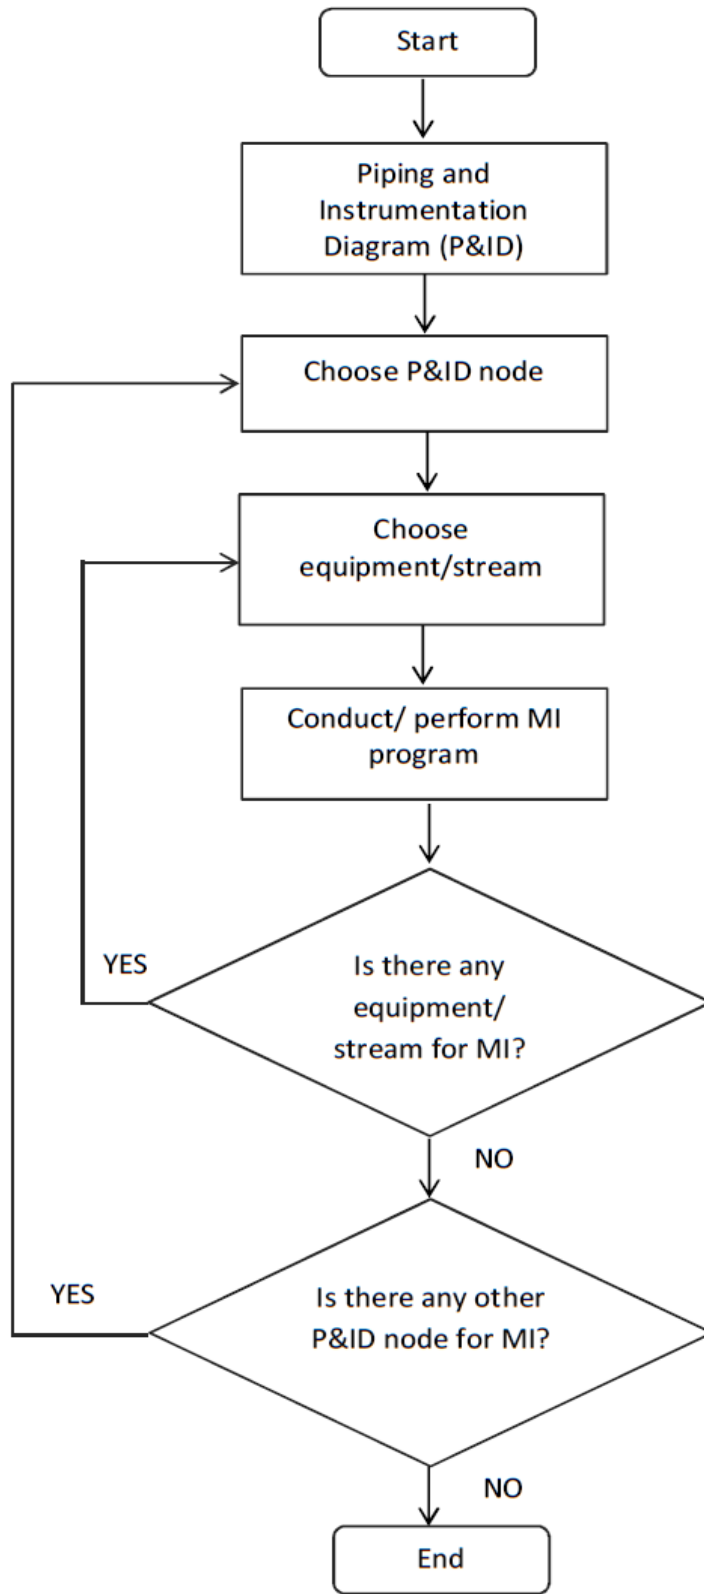 Start
Piping and
Instrumentation
Diagram (P&ID)
Choose P&ID node
Choose
equipment/stream
Conduct/ perform MI
program
YES
Is there any
equipment/
stream for MI?
NO
YES
Is there any other
P&ID node for MI?
NO
End